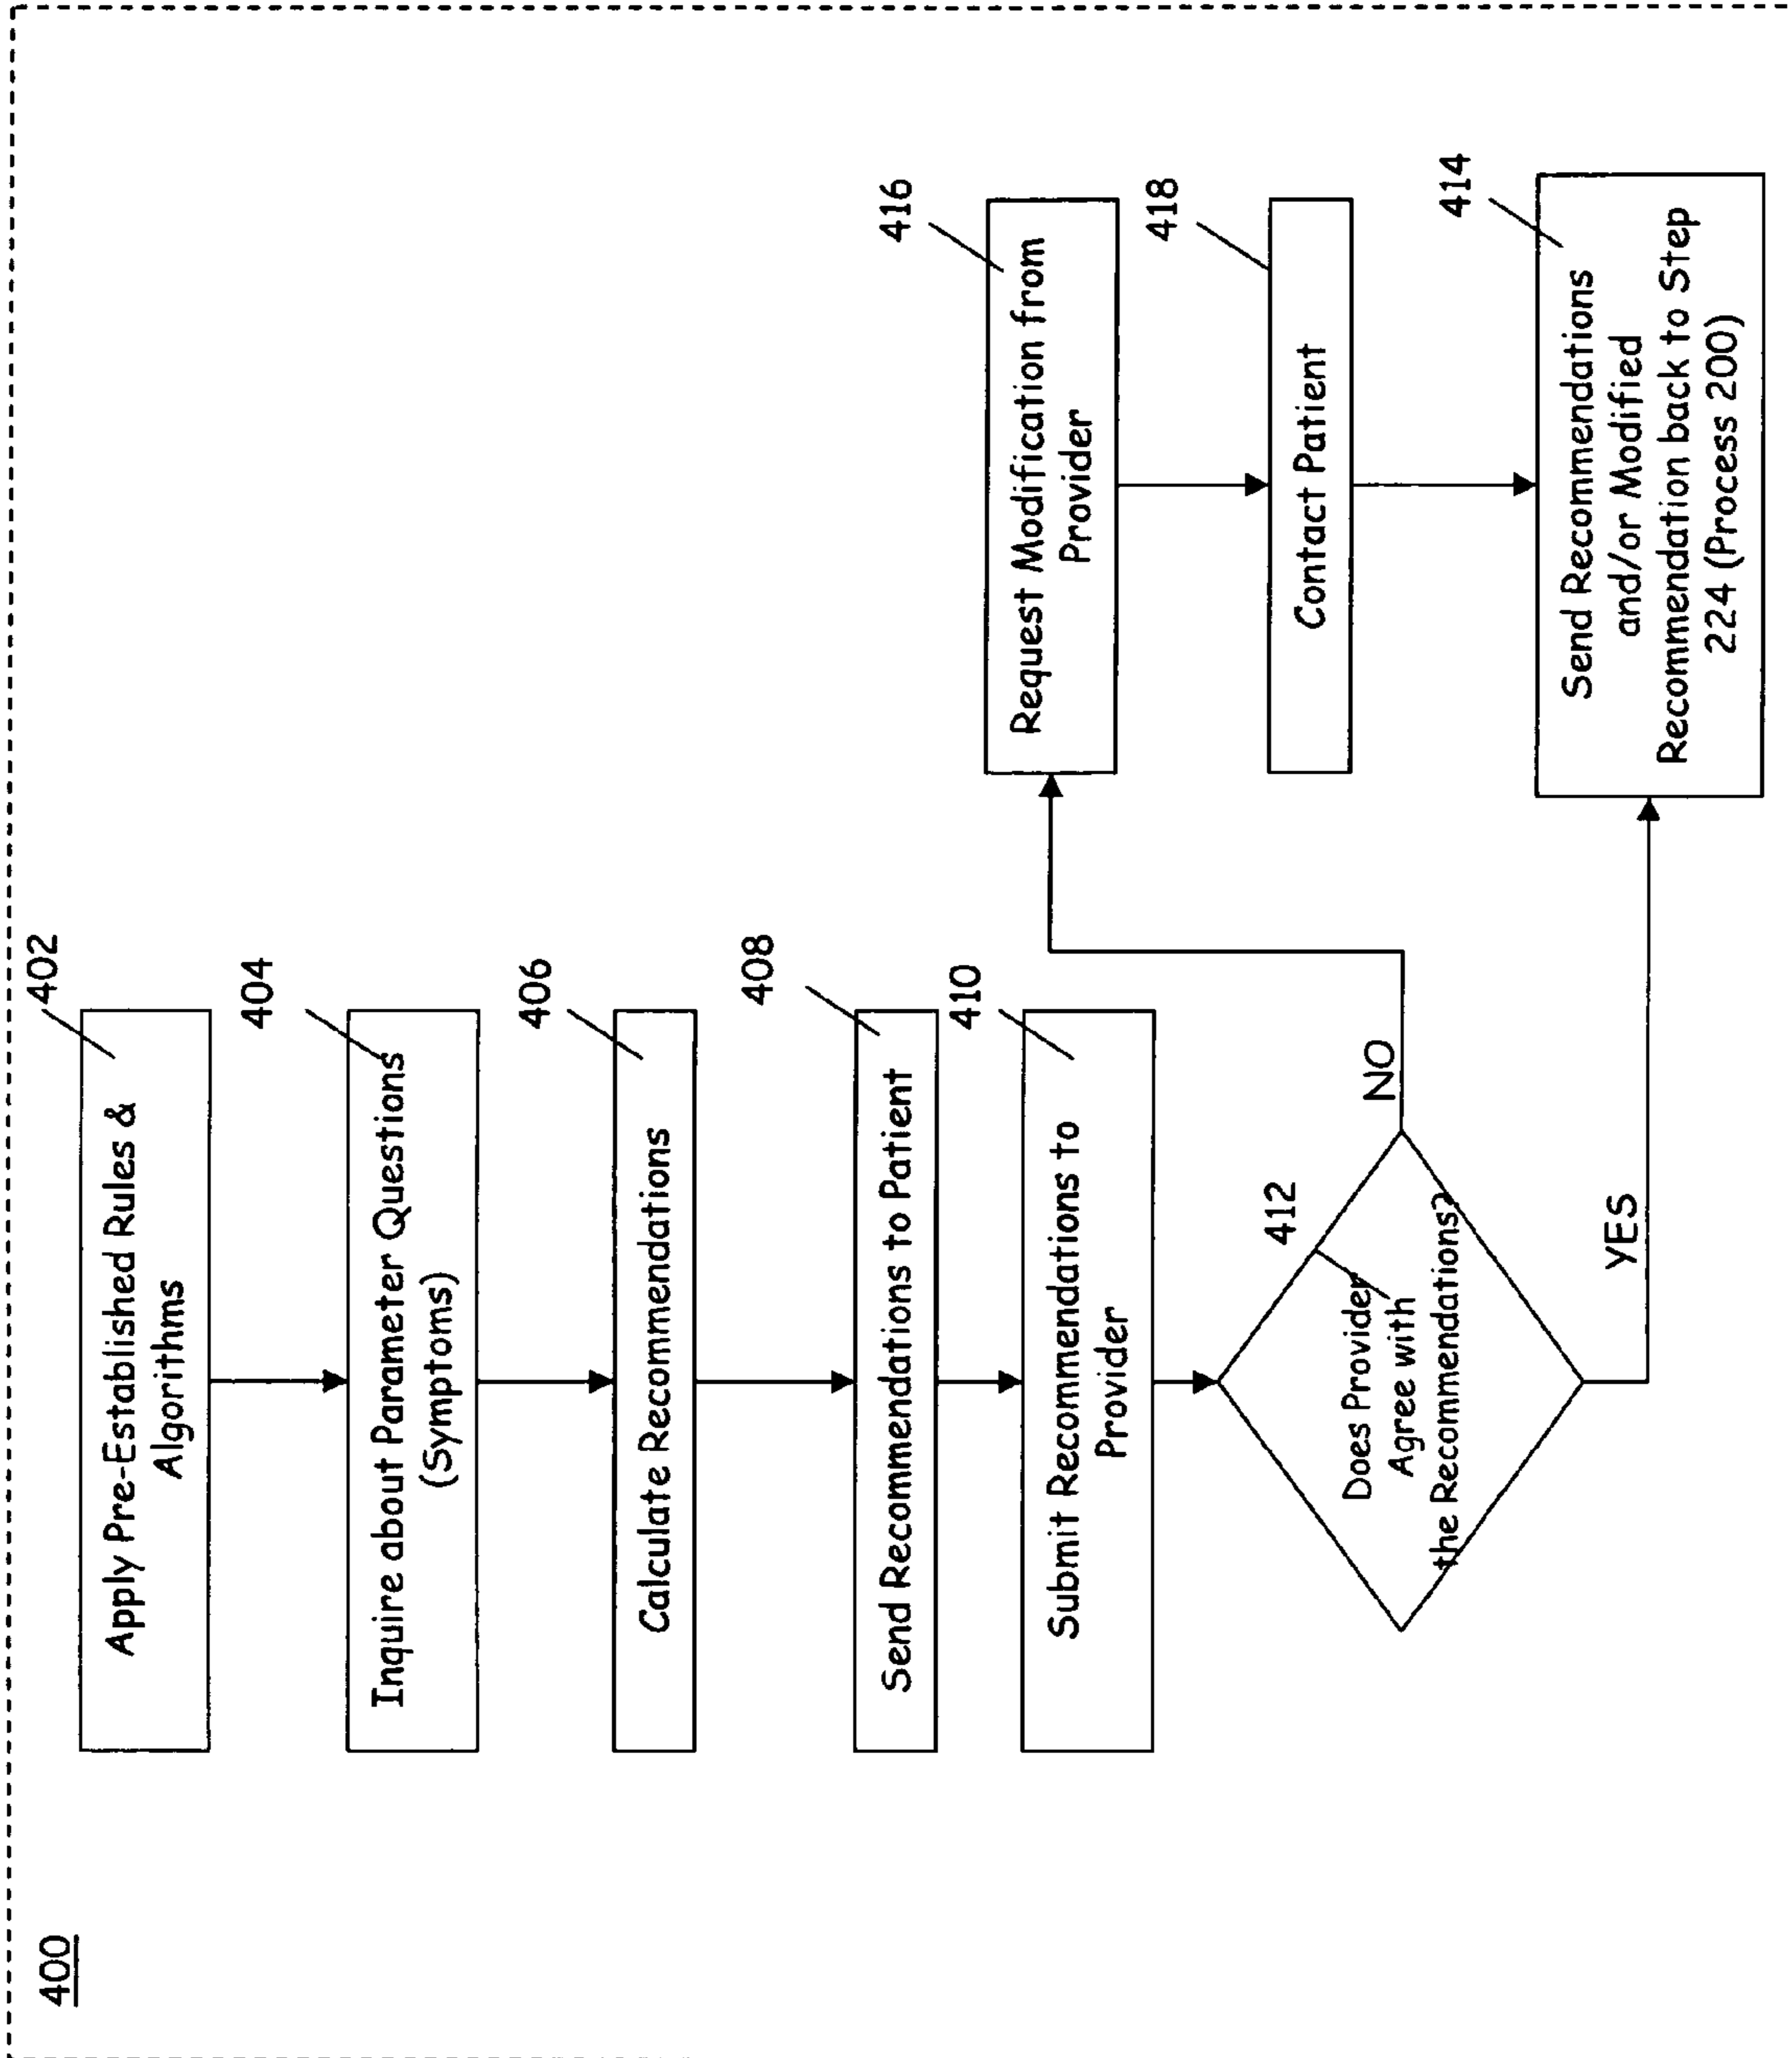 400
402
Apply Pre-Established Rules &
Algorithms
404
Inquire about Parameter Questions
(Symptoms)
406
Calculate Recommendations
408
Send Recommendations to Patient
410
Submit Recommendations to
Provider
412
Does Provider
Agree with
the Recommendations?
NO
YES
416
Request Modification from
Provider
418
Contact Patient
414
Send Recommendations
and/or Modified
Recommendation back to Step
224 (Process 200)